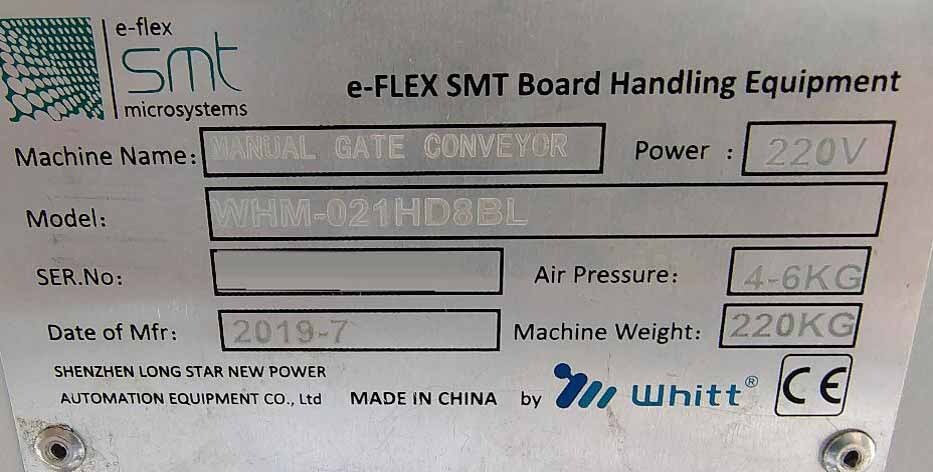 e-flex
smt
microsystems
e-FLEX SMT Board Handling Equipment
Machine Name: MANUAL GATE CONVEYOR Power : 220V
Model: WHM-021HD8BL
SER.No: Air Pressure: 4-6KG
Date of Mfr: 2019-7 Machine Weight: 220KG
SHENZHEN LONG STAR NEW POWER
AUTOMATION EQUIPMENT CO., Ltd MADE IN CHINA by Whitt® CE